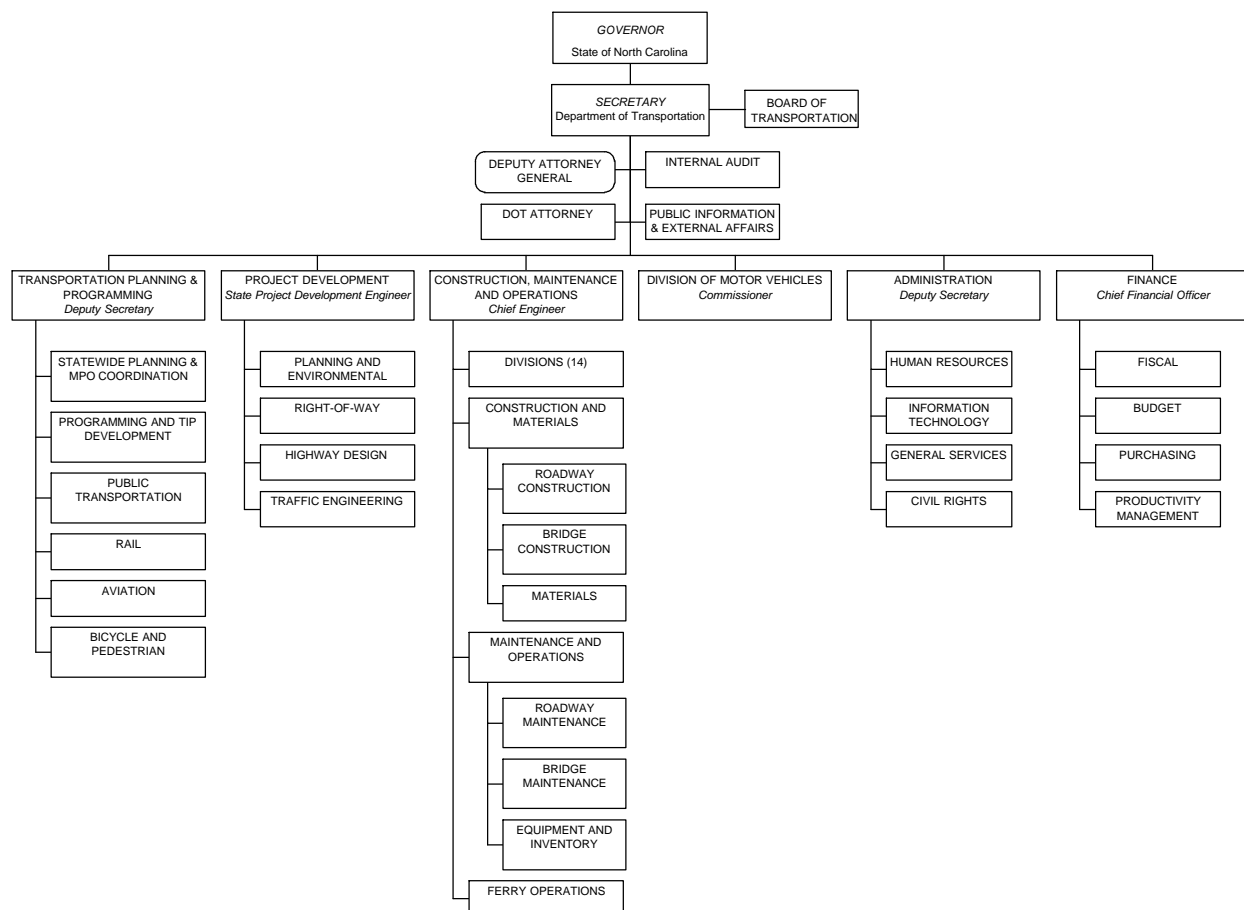 GOVERNOR
State of North Carolina
SECRETARY
Department of Transportation
BOARD OF
TRANSPORTATION
DEPUTY ATTORNEY
GENERAL
INTERNAL AUDIT
DOT ATTORNEY
PUBLIC INFORMATION
& EXTERNAL AFFAIRS
TRANSPORTATION PLANNING &
PROGRAMMING
Deputy Secretary
PROJECT DEVELOPMENT
State Project Development Engineer
CONSTRUCTION, MAINTENANCE
AND OPERATIONS
Chief Engineer
DIVISION OF MOTOR VEHICLES
Commissioner
ADMINISTRATION
Deputy Secretary
FINANCE
Chief Financial Officer
STATEWIDE PLANNING &
MPO COORDINATION
PROGRAMMING AND TIP
DEVELOPMENT
PUBLIC
TRANSPORTATION
RAIL
AVIATION
BICYCLE AND
PEDESTRIAN
PLANNING AND
ENVIRONMENTAL
RIGHT-OF-WAY
HIGHWAY DESIGN
TRAFFIC ENGINEERING
DIVISIONS (14)
CONSTRUCTION AND
MATERIALS
ROADWAY
CONSTRUCTION
BRIDGE
CONSTRUCTION
MATERIALS
MAINTENANCE AND
OPERATIONS
ROADWAY
MAINTENANCE
BRIDGE
MAINTENANCE
EQUIPMENT AND
INVENTORY
FERRY OPERATIONS
HUMAN RESOURCES
INFORMATION
TECHNOLOGY
GENERAL SERVICES
CIVIL RIGHTS
FISCAL
BUDGET
PURCHASING
PRODUCTIVITY
MANAGEMENT